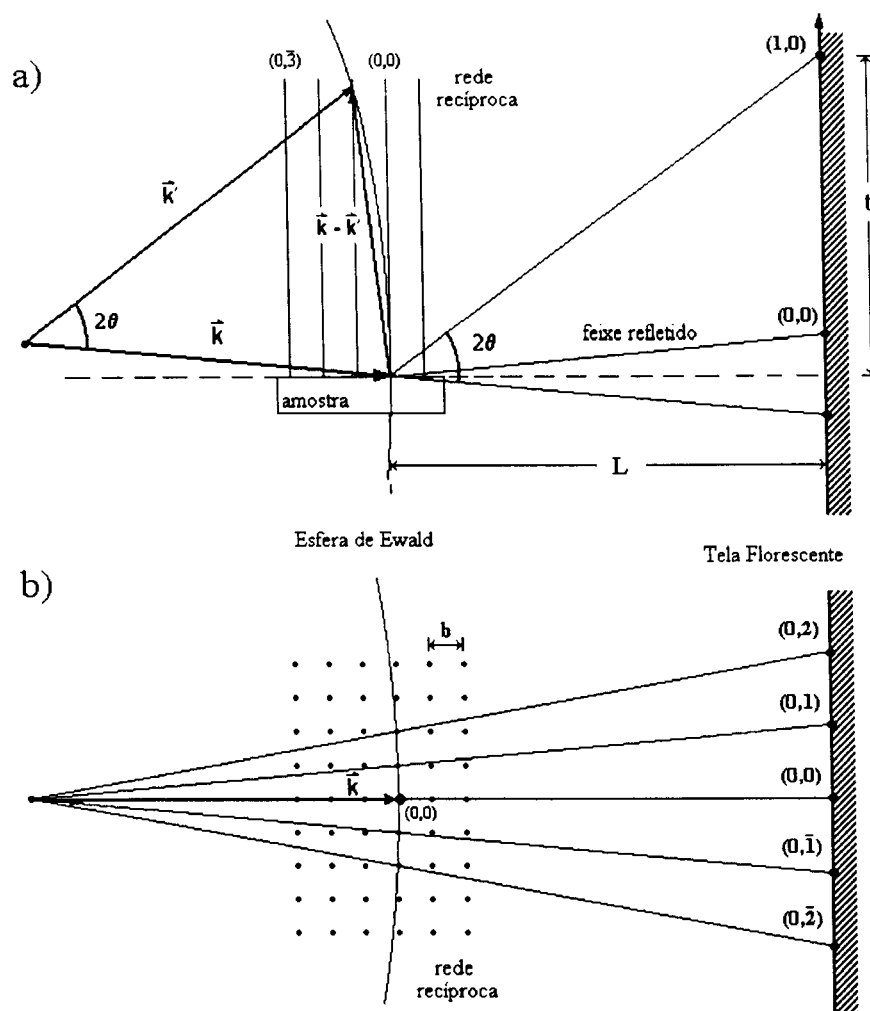 a)
(0,3̄)
(0,0)
rede
recíproca
(1,0)
k⃗'
k⃗ - k⃗'
t
2θ
k⃗
2θ
feixe refletido
(0,0)
amostra
L
Esfera de Ewald
Tela Florescente
b)
b
(0,2)
(0,1)
k⃗
(0,0)
(0,0)
(0,1̄)
(0,2̄)
rede
recíproca